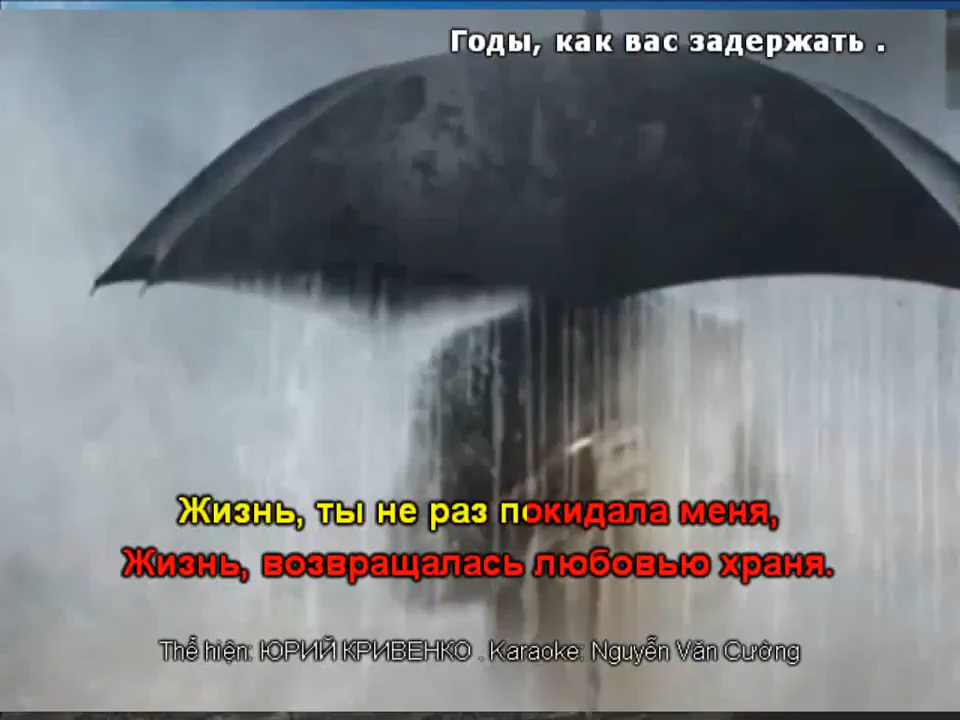 Годы, как вас задержать .
Жизнь, ты не раз покидала меня,
Жизнь, возвращалась любовью храня.
Thể hiện: ЮРИЙ КРИВЕНКО . Karaoke: Nguyễn Văn Cường